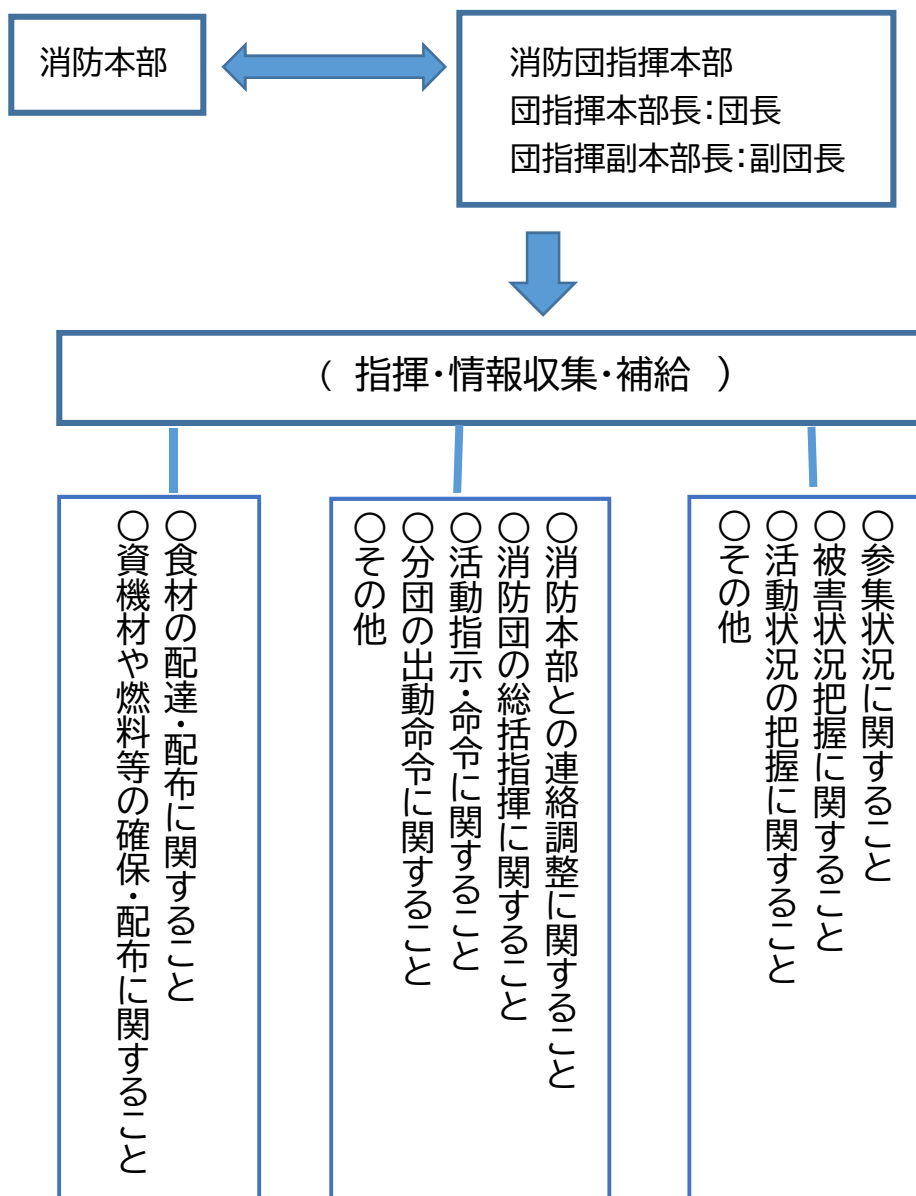 消防本部
消防団指揮本部
団指揮本部長:団長
団指揮副本部長:副団長
( 指揮・情報収集・補給 )
○参集状況に関すること
○被害状況把握に関すること
○活動状況の把握に関すること
○その他
○消防本部との連絡調整に関すること
○消防団の総括指揮に関すること
○活動指示・命令に関すること
○分団の出動命令に関すること
○その他
○食材の配達・配布に関すること
○資機材や燃料等の確保・配布に関すること